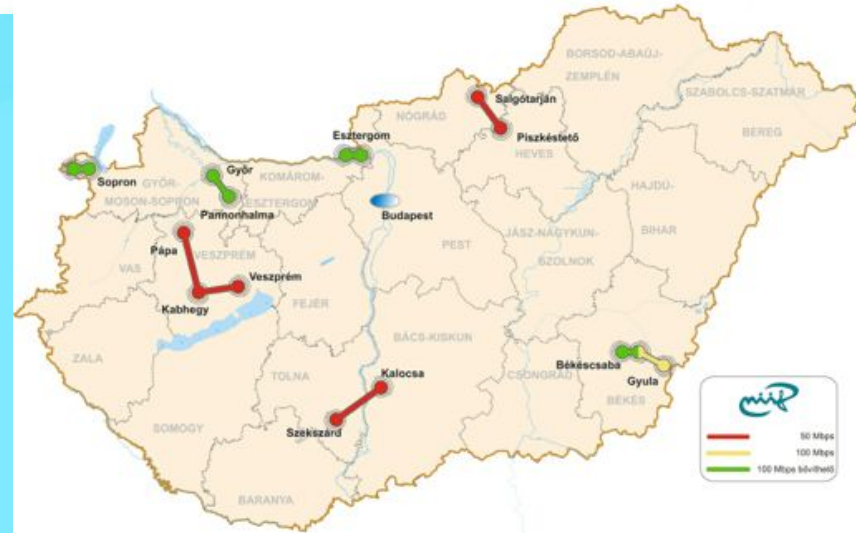 BORSOD-ABAÚJ-
ZEMPLÉN
SZABOLCS-SZATMÁR
BEREG
Salgótarján
NÓGRÁD
Piszkéstető
HEVES
Esztergom
Sopron
Győr
GYŐR-
MOSON-SOPRON
KOMÁROM-
ESZTERGOM
Pannonhalma
Budapest
HAJDÚ-
BIHAR
JÁSZ-NAGYKUN-
SZOLNOK
PEST
Pápa
VESZPRÉM
VAS
Veszprém
Kabhegy
FEJÉR
ZALA
BÁCS-KISKUN
Kalocsa
TOLNA
CSONGRÁD
Békéscsaba
Gyula
BÉKÉS
SOMOGY
Szekszárd
BARANYA
niif
50 Mbps
100 Mbps
100 Mbps bővíthető